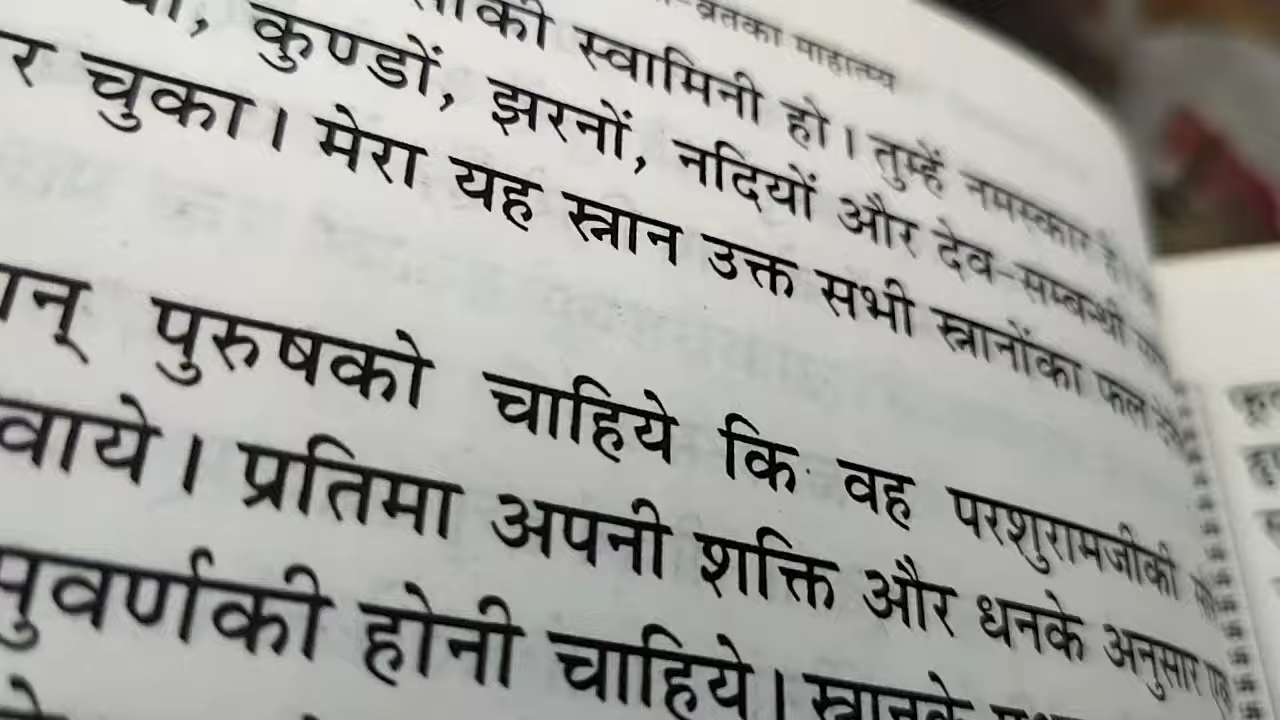 व्रतका माहात्म्य
स्वामिनी हो। तुम्हें नमस्कार है।
कुण्डों, झरनों, नदियों और देव-सम्बन्धी
चुका। मेरा यह स्नान उक्त सभी स्नानोंका फल
पुरुषको चाहिये कि वह परशुरामजीकी
प्रतिमा अपनी शक्ति और धनके अनुसार
सुवर्णकी होनी चाहिये। स्नानके